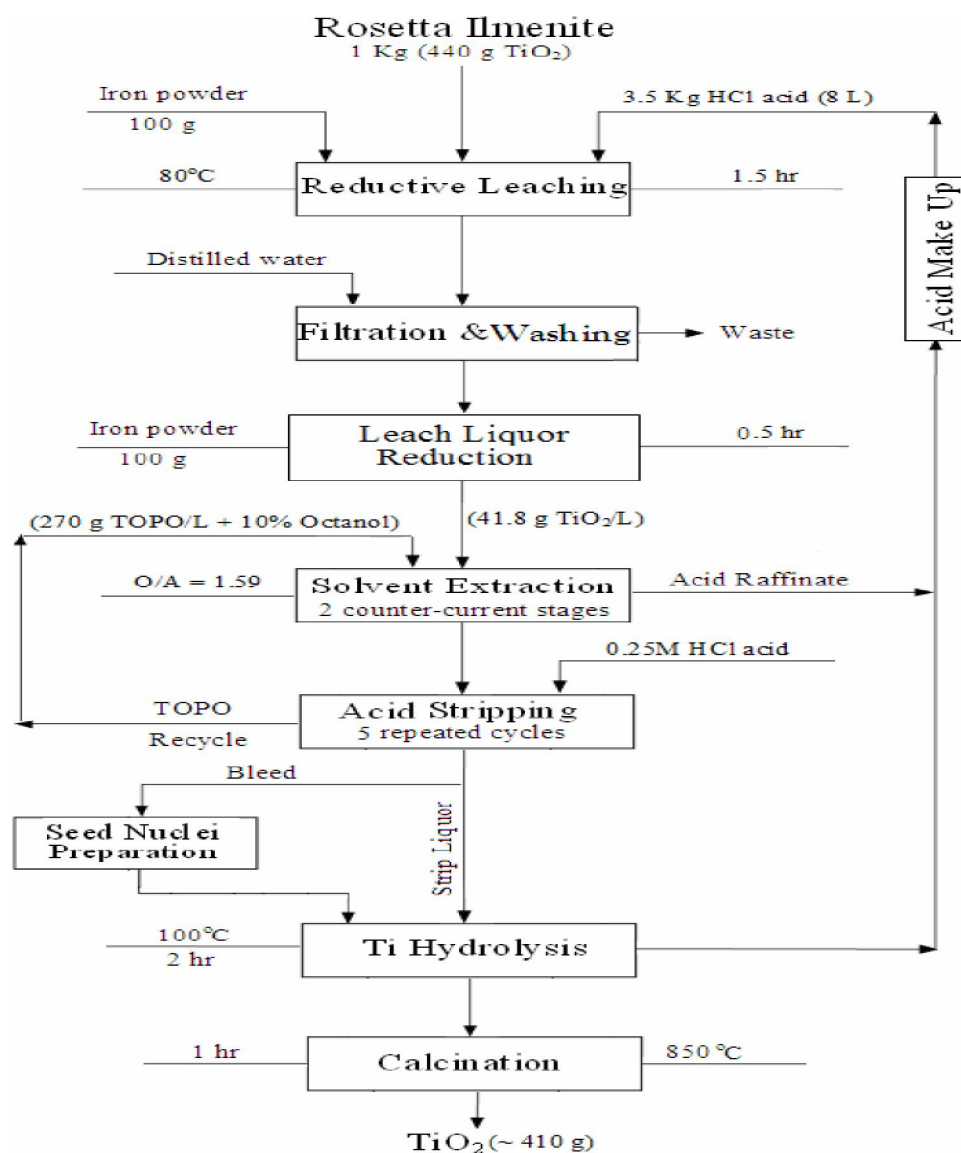 Rosetta Ilmenite
1 Kg (440 g TiO₂)
Iron powder
100 g
3.5 Kg HCl acid (8 L)
80°C
Reductive Leaching
1.5 hr
Acid Make Up
Distilled water
Filtration &Washing
Waste
Iron powder
100 g
Leach Liquor
Reduction
0.5 hr
(270 g TOPO/L + 10% Octanol)
(41.8 g TiO₂/L)
O/A = 1.59
Solvent Extraction
2 counter-current stages
Acid Raffinate
0.25M HCl acid
TOPO
Recycle
Acid Stripping
5 repeated cycles
Bleed
Strip Liquor
Seed Nuclei
Preparation
100°C
2 hr
Ti Hydrolysis
1 hr
Calcination
850°C
TiO₂ (~ 410 g)